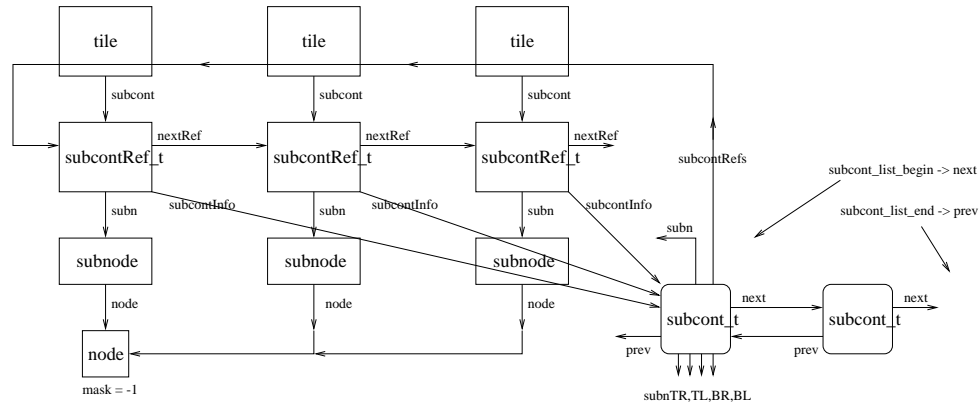 tile
tile
tile
subcont
subcont
subcont
nextRef
nextRef
nextRef
subcontRef_t
subcontRef_t
subcontRef_t
subcontRefs
subcont_list_begin -> next
subcontInfo
subcontInfo
subcontInfo
subn
subn
subn
subn
subcont_list_end -> prev
subnode
subnode
subnode
node
node
node
next
next
subcont_t
subcont_t
prev
prev
node
mask = -1
subnTR,TL,BR,BL